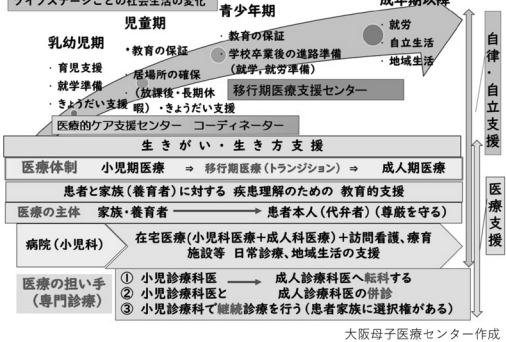 ライフステージごとの社会生活の変化
乳幼児期
・育児支援
・就学準備
・きょうだい支援
児童期
・教育の保証
・居場所の確保
（放課後・長期休
暇）・きょうだい支援
青少年期
・教育の保証
・学校卒業後の進路準備
（就学，就労準備）
成年期以降
・就労
・自立生活
・地域生活
移行期医療支援センター
医療的ケア支援センター コーディネーター
生きがい・生き方支援
医療体制 小児期医療 ⇒ 移行期医療（トランジション） ⇒ 成人期医療
患者と家族（養育者）に対する 疾患理解のための 教育的支援
医療の主体 家族・養育者 → 患者本人（代弁者）（尊厳を守る）
病院（小児科）
在宅医療（小児科医療＋成人科医療）＋訪問看護、療育
施設等 日常診療、地域生活の支援
医療の担い手
（専門診療）
① 小児診療科医 → 成人診療科医へ転科する
② 小児診療科医と 成人診療科医の併診
③ 小児診療科で継続診療を行う（患者家族に選択権がある）
自律・自立支援
医療支援
大阪母子医療センター作成